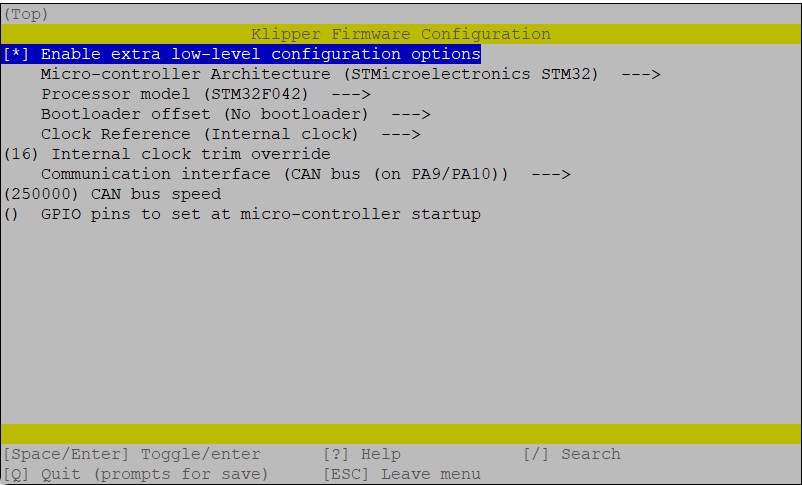 (Top)
Klipper Firmware Configuration
[*] Enable extra low-level configuration options
Micro-controller Architecture (STMicroelectronics STM32)  --->
Processor model (STM32F042)  --->
Bootloader offset (No bootloader)  --->
Clock Reference (Internal clock)  --->
(16) Internal clock trim override
Communication interface (CAN bus (on PA9/PA10))  --->
(250000) CAN bus speed
()  GPIO pins to set at micro-controller startup
[Space/Enter] Toggle/enter [?] Help [/] Search
[Q] Quit (prompts for save) [ESC] Leave menu